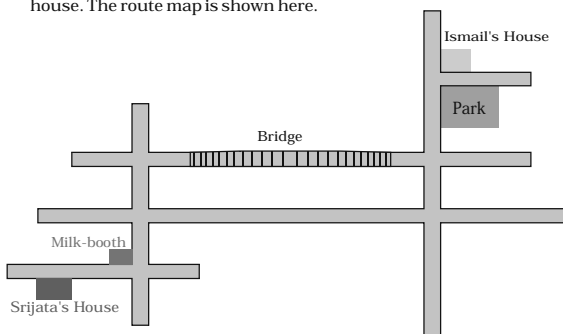 house. The route map is shown here.
Ismail's House
Park
Bridge
Milk-booth
Srijata's House